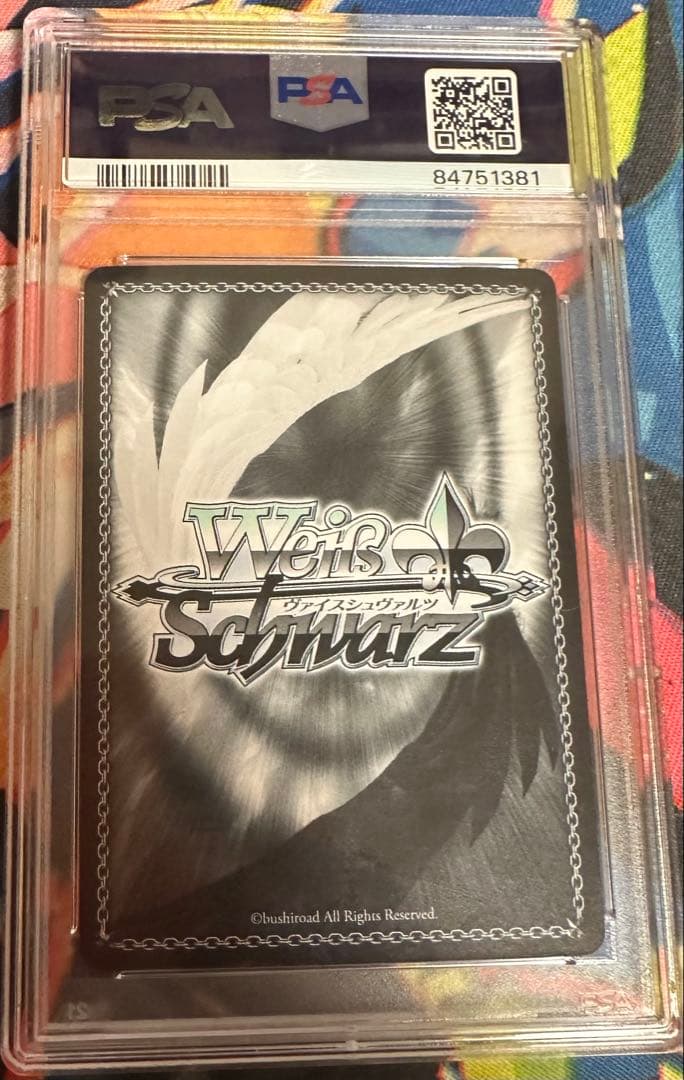 PSA
PSA
84751381
Weiß
ヴァイスシュヴァルツ
Schwarz
©bushiroad All Rights Reserved.
PSA